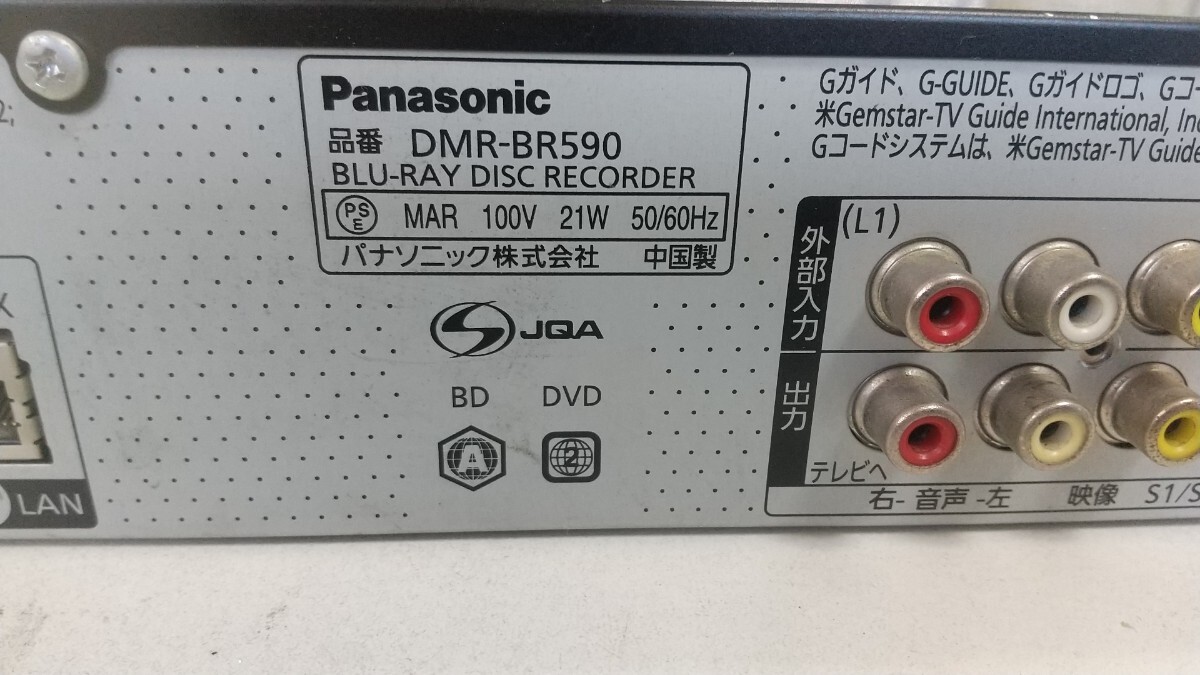 Panasonic
品番 DMR-BR590
BLU-RAY DISC RECORDER
PSE MAR 100V 21W 50/60Hz
パナソニック株式会社 中国製
JQA
BD DVD
A 2
2;
X
LAN
Gガイド、G-GUIDE、Gガイドロゴ、Gコー
米Gemstar-TV Guide International, Inc
Gコードシステムは、米Gemstar-TV Guide
(L1)
外部入力
出力
テレビへ
右- 音声 -左 映像 S1/S